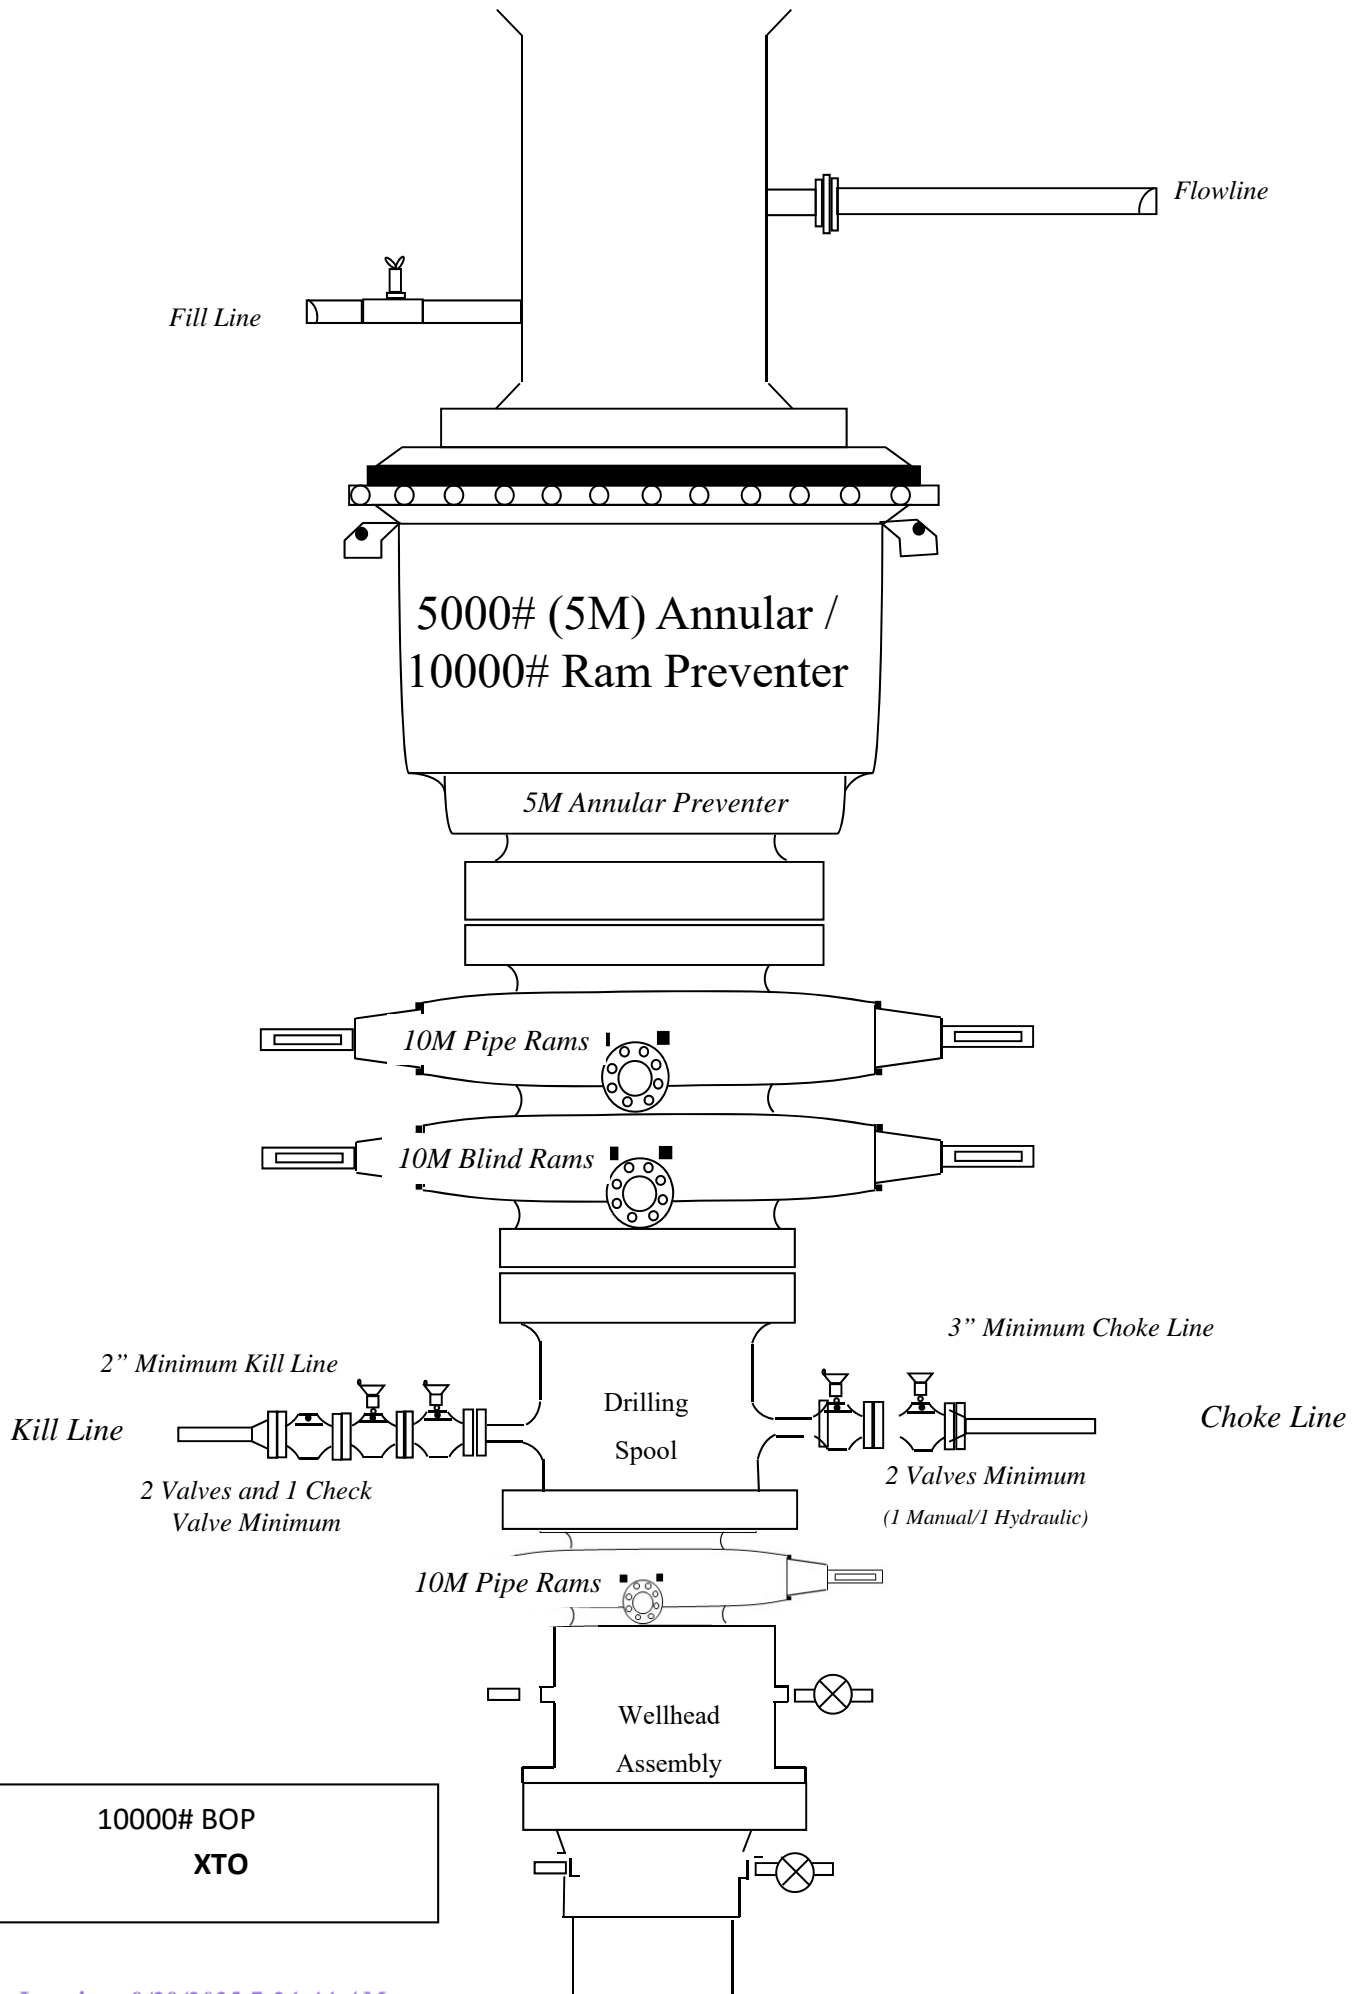 Flowline
Fill Line
5000# (5M) Annular /
10000# Ram Preventer
5M Annular Preventer
10M Pipe Rams
10M Blind Rams
3” Minimum Choke Line
2” Minimum Kill Line
Drilling
Spool
Kill Line
Choke Line
2 Valves and 1 Check
Valve Minimum
2 Valves Minimum
(1 Manual/1 Hydraulic)
10M Pipe Rams
Wellhead
Assembly
10000# BOP
XTO